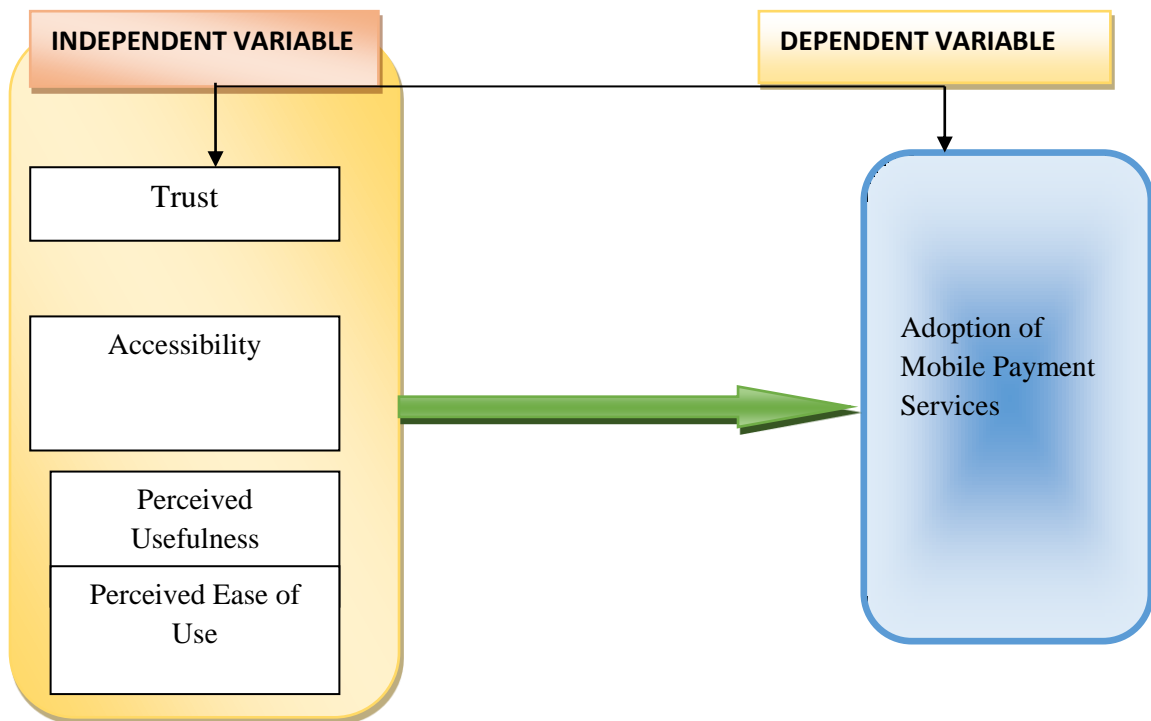 INDEPENDENT VARIABLE
DEPENDENT VARIABLE
Trust
Accessibility
Perceived
Usefulness
Perceived Ease of
Use
Adoption of
Mobile Payment
Services